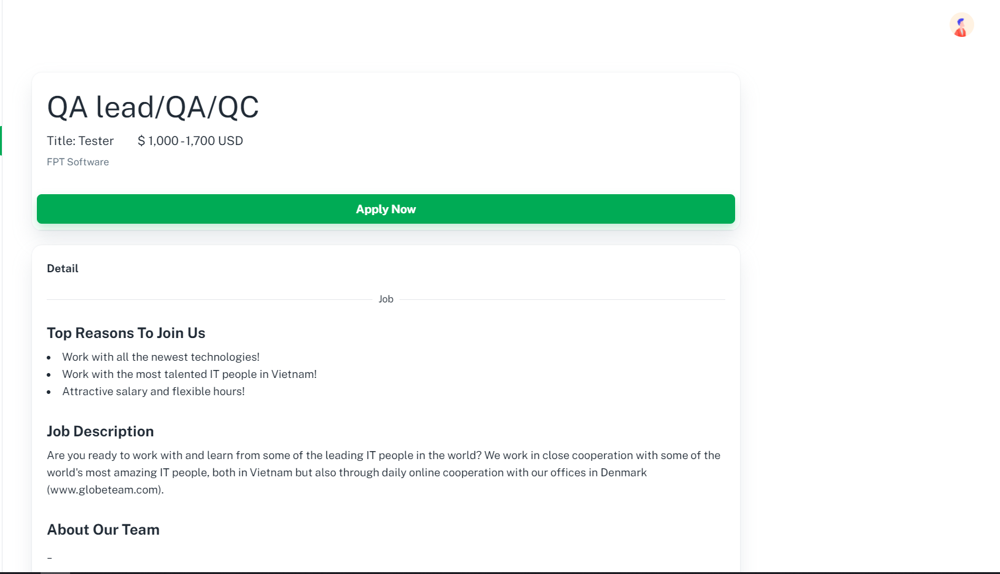 QA lead/QA/QC
Title: Tester $ 1,000 - 1,700 USD
FPT Software
Apply Now
Detail
Job
Top Reasons To Join Us
• Work with all the newest technologies!
• Work with the most talented IT people in Vietnam!
• Attractive salary and flexible hours!
Job Description
Are you ready to work with and learn from some of the leading IT people in the world? We work in close cooperation with some of the
world's most amazing IT people, both in Vietnam but also through daily online cooperation with our offices in Denmark
(www.globeteam.com).
About Our Team
–